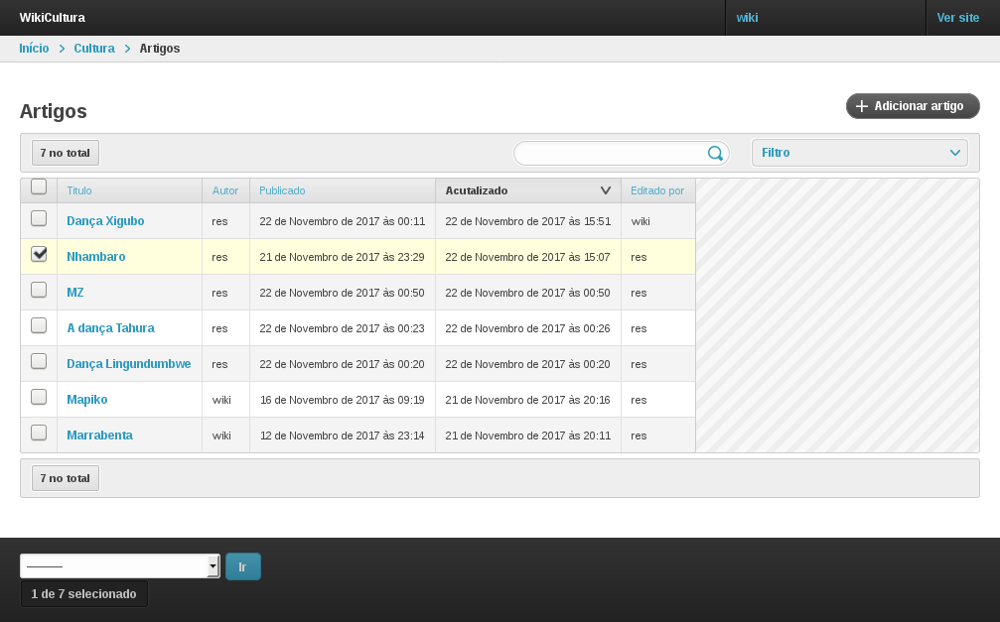 WikiCultura wiki Ver site
Início Cultura Artigos
Artigos Adicionar artigo
7 no total Filtro
Titulo Autor Publicado Acutalizado Editado por
Dança Xigubo res 22 de Novembro de 2017 às 00:11 22 de Novembro de 2017 às 15:51 wiki
Nhambaro res 21 de Novembro de 2017 às 23:29 22 de Novembro de 2017 às 15:07 res
MZ res 22 de Novembro de 2017 às 00:50 22 de Novembro de 2017 às 00:50 res
A dança Tahura res 22 de Novembro de 2017 às 00:23 22 de Novembro de 2017 às 00:26 res
Dança Lingundumbwe res 22 de Novembro de 2017 às 00:20 22 de Novembro de 2017 às 00:20 res
Mapiko wiki 16 de Novembro de 2017 às 09:19 21 de Novembro de 2017 às 20:16 res
Marrabenta wiki 12 de Novembro de 2017 às 23:14 21 de Novembro de 2017 às 20:11 res
7 no total
--------- Ir
1 de 7 selecionado